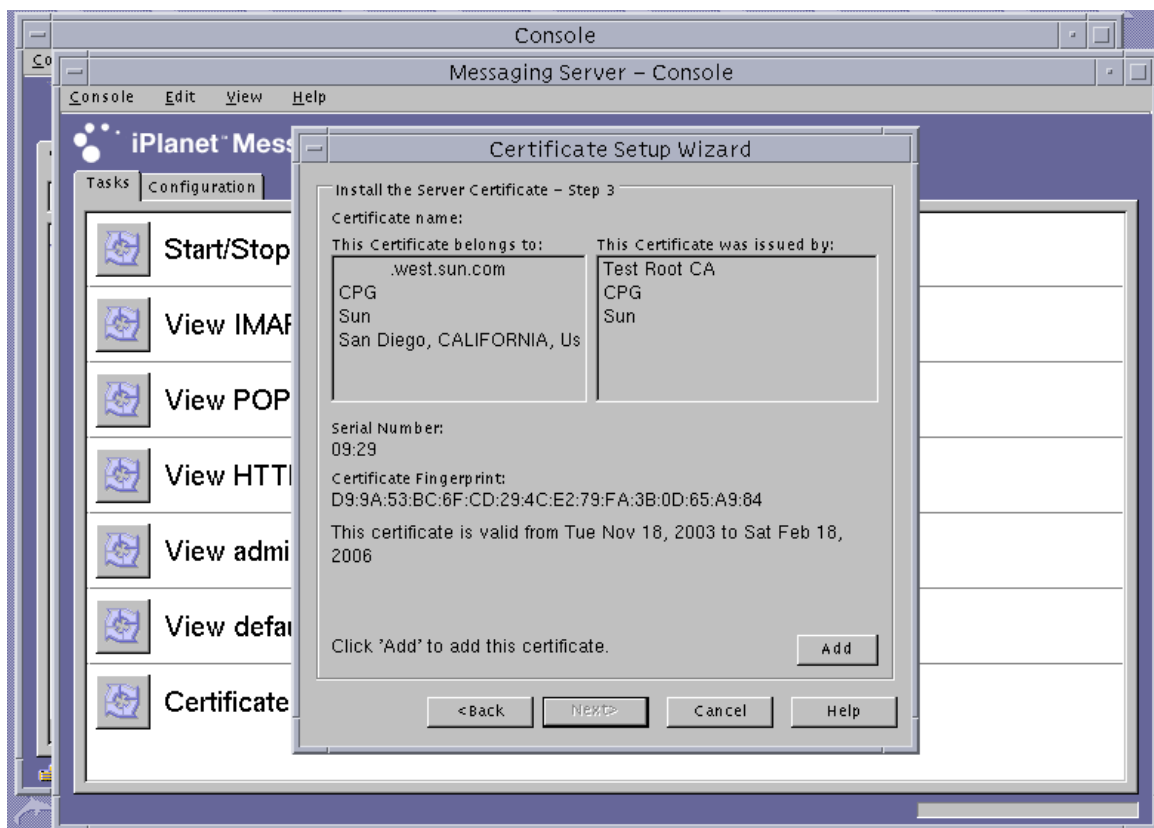 Console
Co
Messaging Server – Console
Console Edit View Help
iPlanet™ Mess
Certificate Setup Wizard
Tasks Configuration
Install the Server Certificate – Step 3
Certificate name:
This Certificate belongs to:
.west.sun.com
CPG
Sun
San Diego, CALIFORNIA, Us
This Certificate was issued by:
Test Root CA
CPG
Sun
Serial Number:
09:29
Certificate Fingerprint:
D9:9A:53:BC:6F:CD:29:4C:E2:79:FA:3B:0D:65:A9:84
This certificate is valid from Tue Nov 18, 2003 to Sat Feb 18,
2006
Click 'Add' to add this certificate.
Add
<Back Next> Cancel Help
Start/Stop
View IMAP
View POP
View HTTP
View admi
View defau
Certificate